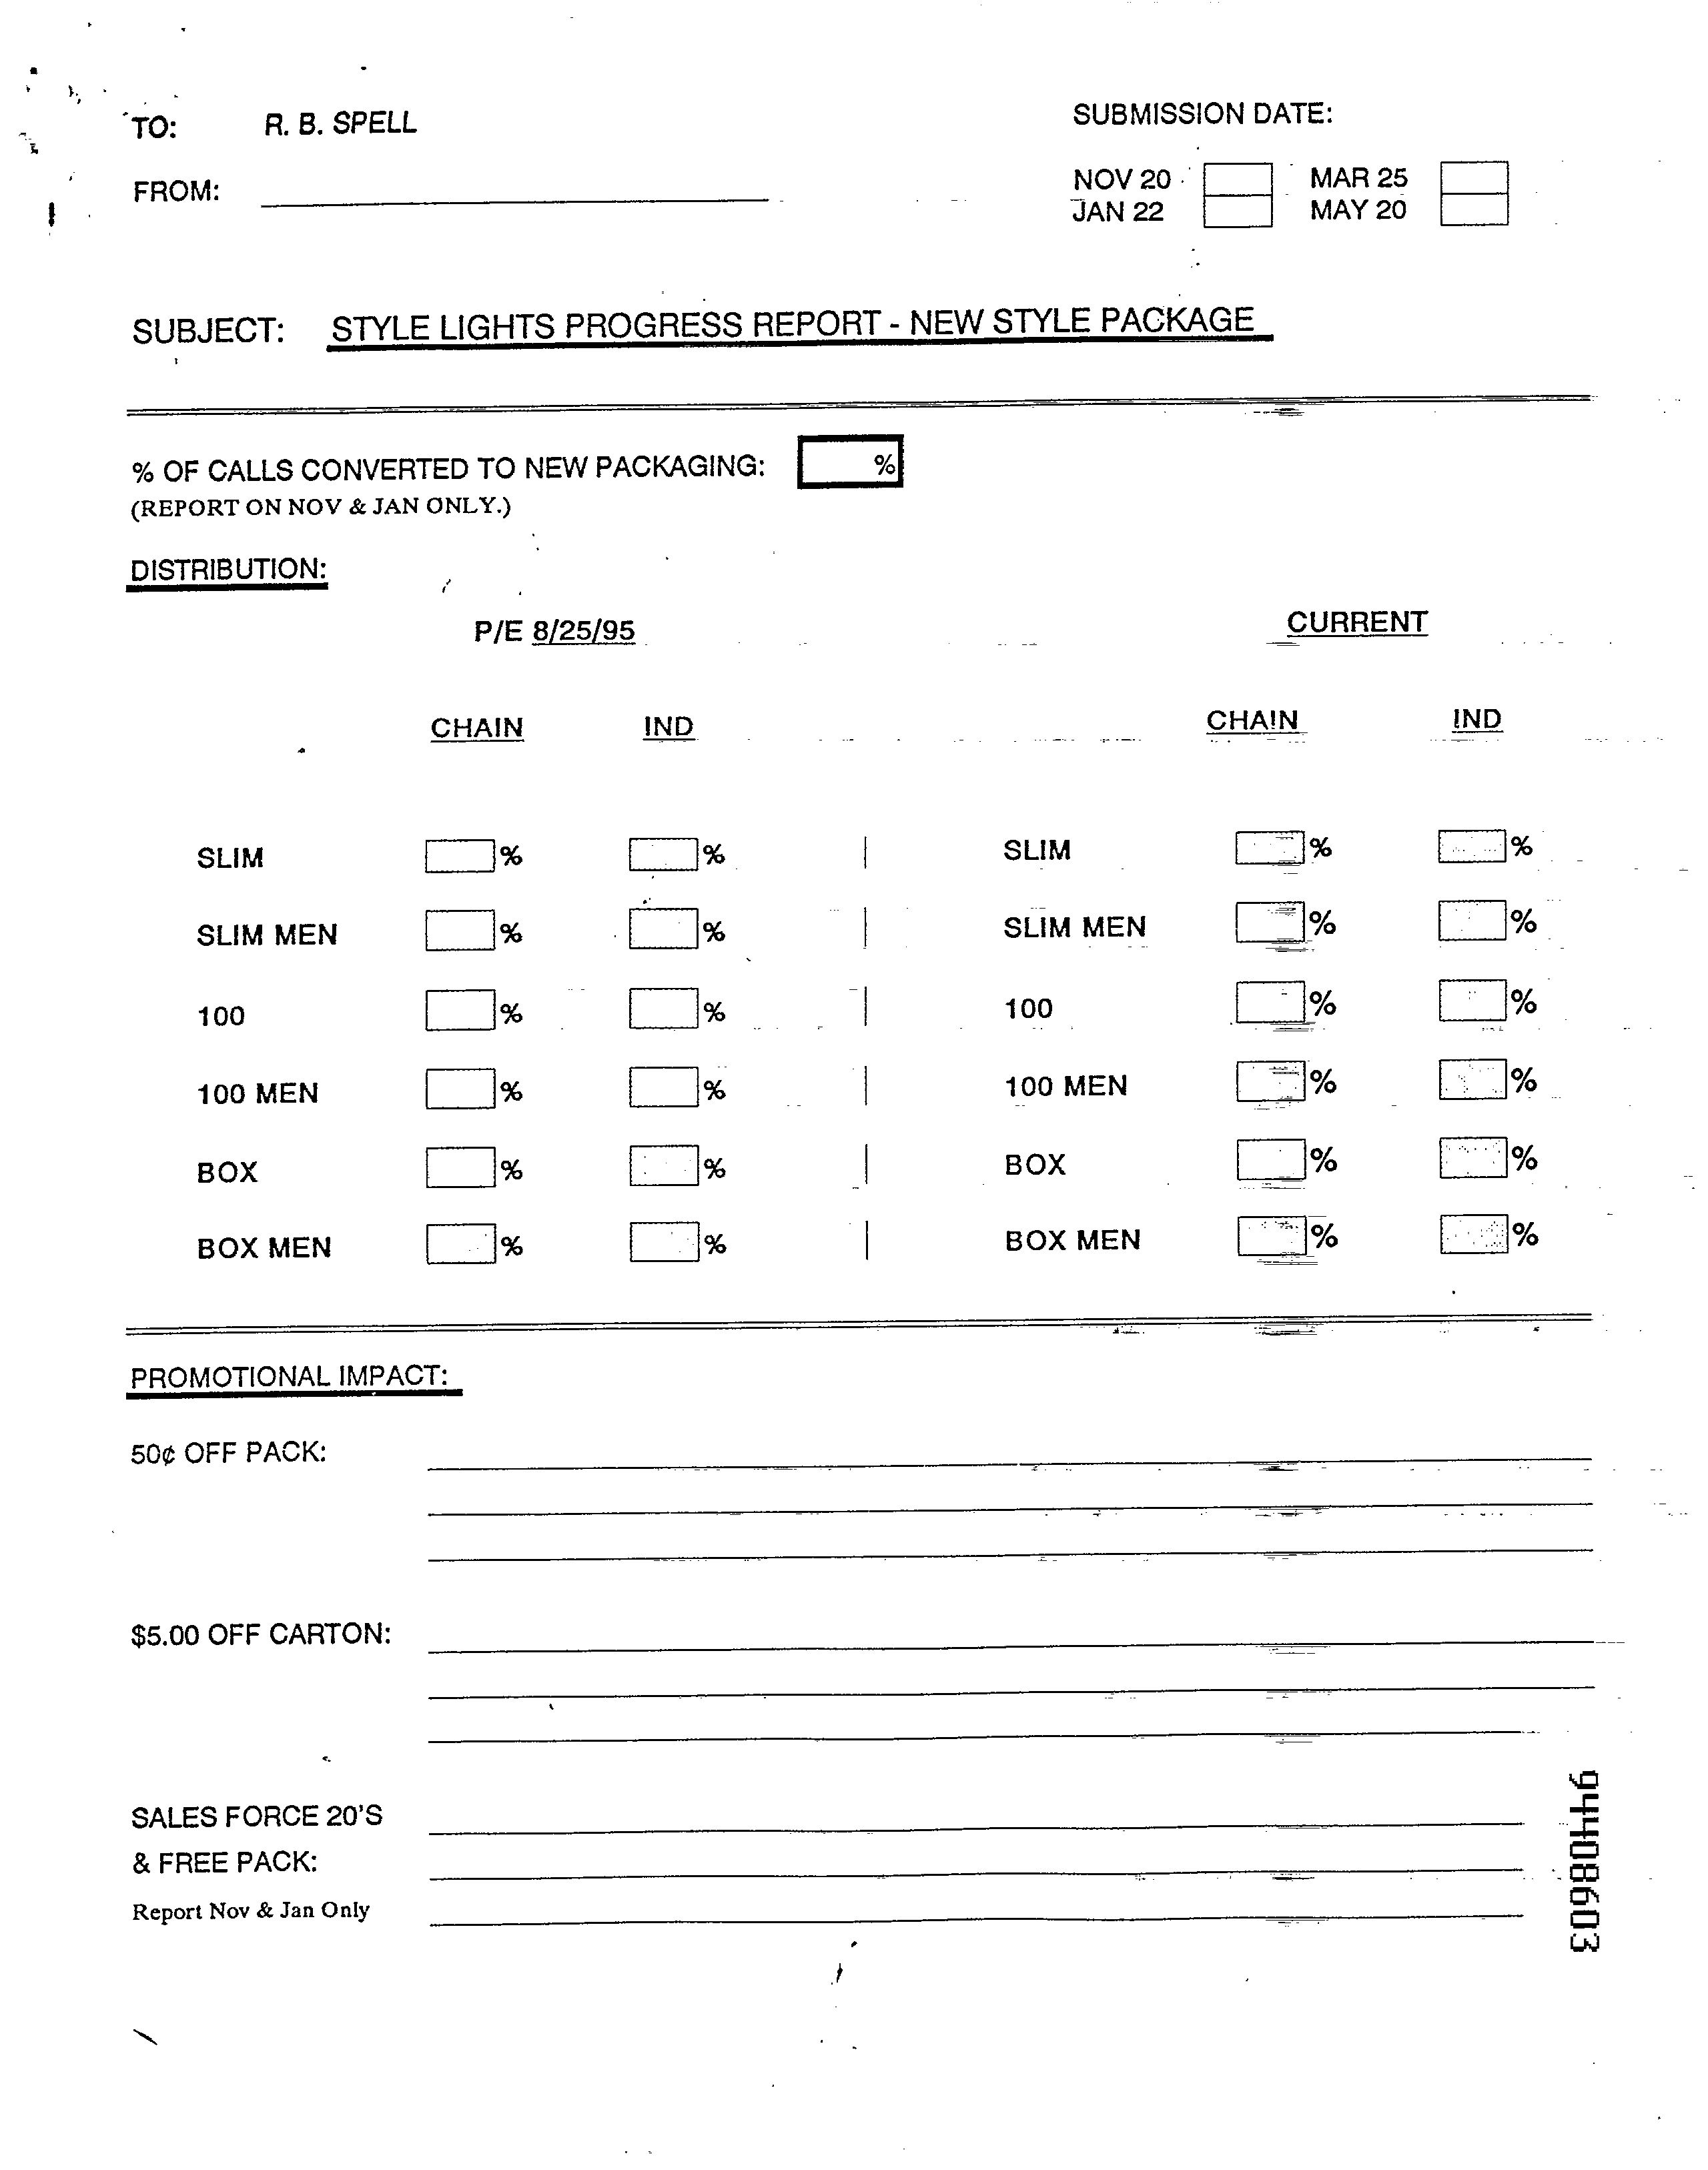 TO: R. B. SPELL SUBMISSION DATE:
NOV 20 MAR 25
FROM:
JAN 22 MAY 20
SUBJECT: STYLE LIGHTS PROGRESS REPORT - NEW STYLE PACKAGE
% OF CALLS CONVERTED TO NEW PACKAGING: %
(REPORT ON NOV & JAN ONLY.)
DISTRIBUTION:
P/E 8/25/95 CURRENT
CHAIN IND CHAIN IND
SLIM % % SLIM % %
SLIM MEN % % SLIM MEN % %
100 % % 100 % %
100 MEN % % 100 MEN % %
BOX % % BOX % %
BOX MEN % % BOX MEN % %
PROMOTIONAL IMPACT:
50¢ OFF PACK:
$5.00 OFF CARTON:
SALES FORCE 20'S
& FREE PACK:
Report Nov & Jan Only
94408603